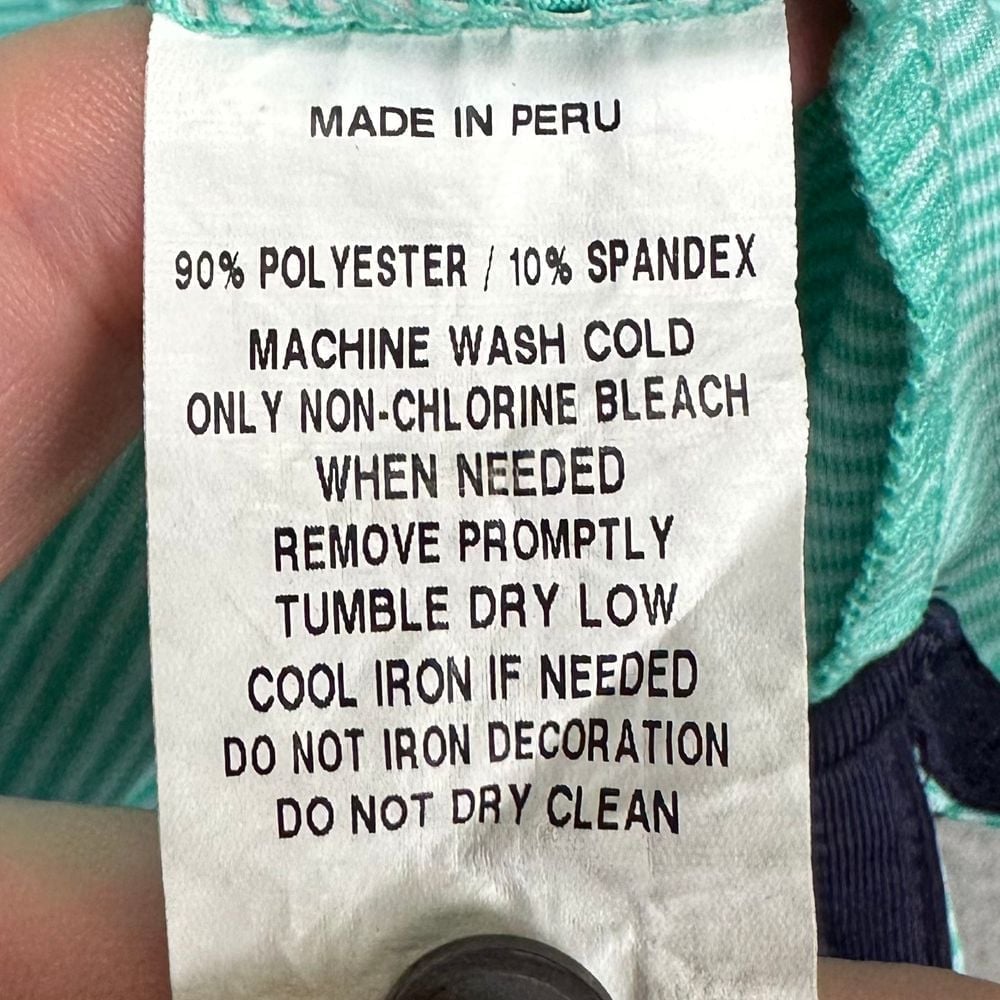 MADE IN PERU
90% POLYESTER / 10% SPANDEX
MACHINE WASH COLD
ONLY NON-CHLORINE BLEACH
WHEN NEEDED
REMOVE PROMPTLY
TUMBLE DRY LOW
COOL IRON IF NEEDED
DO NOT IRON DECORATION
DO NOT DRY CLEAN